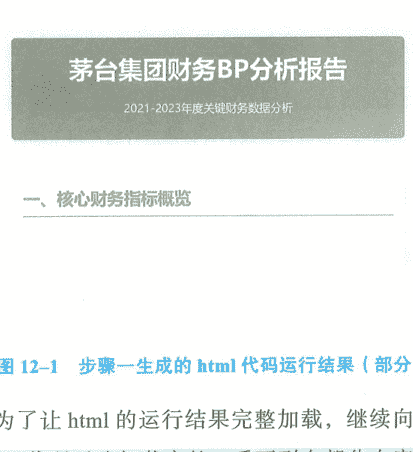 茅台集团财务BP分析报告
2021-2023年度关键财务数据分析
一、核心财务指标概览
图 12-1 步骤一生成的 html 代码运行结果（部分
为了让 html 的运行结果完整加载，继续向